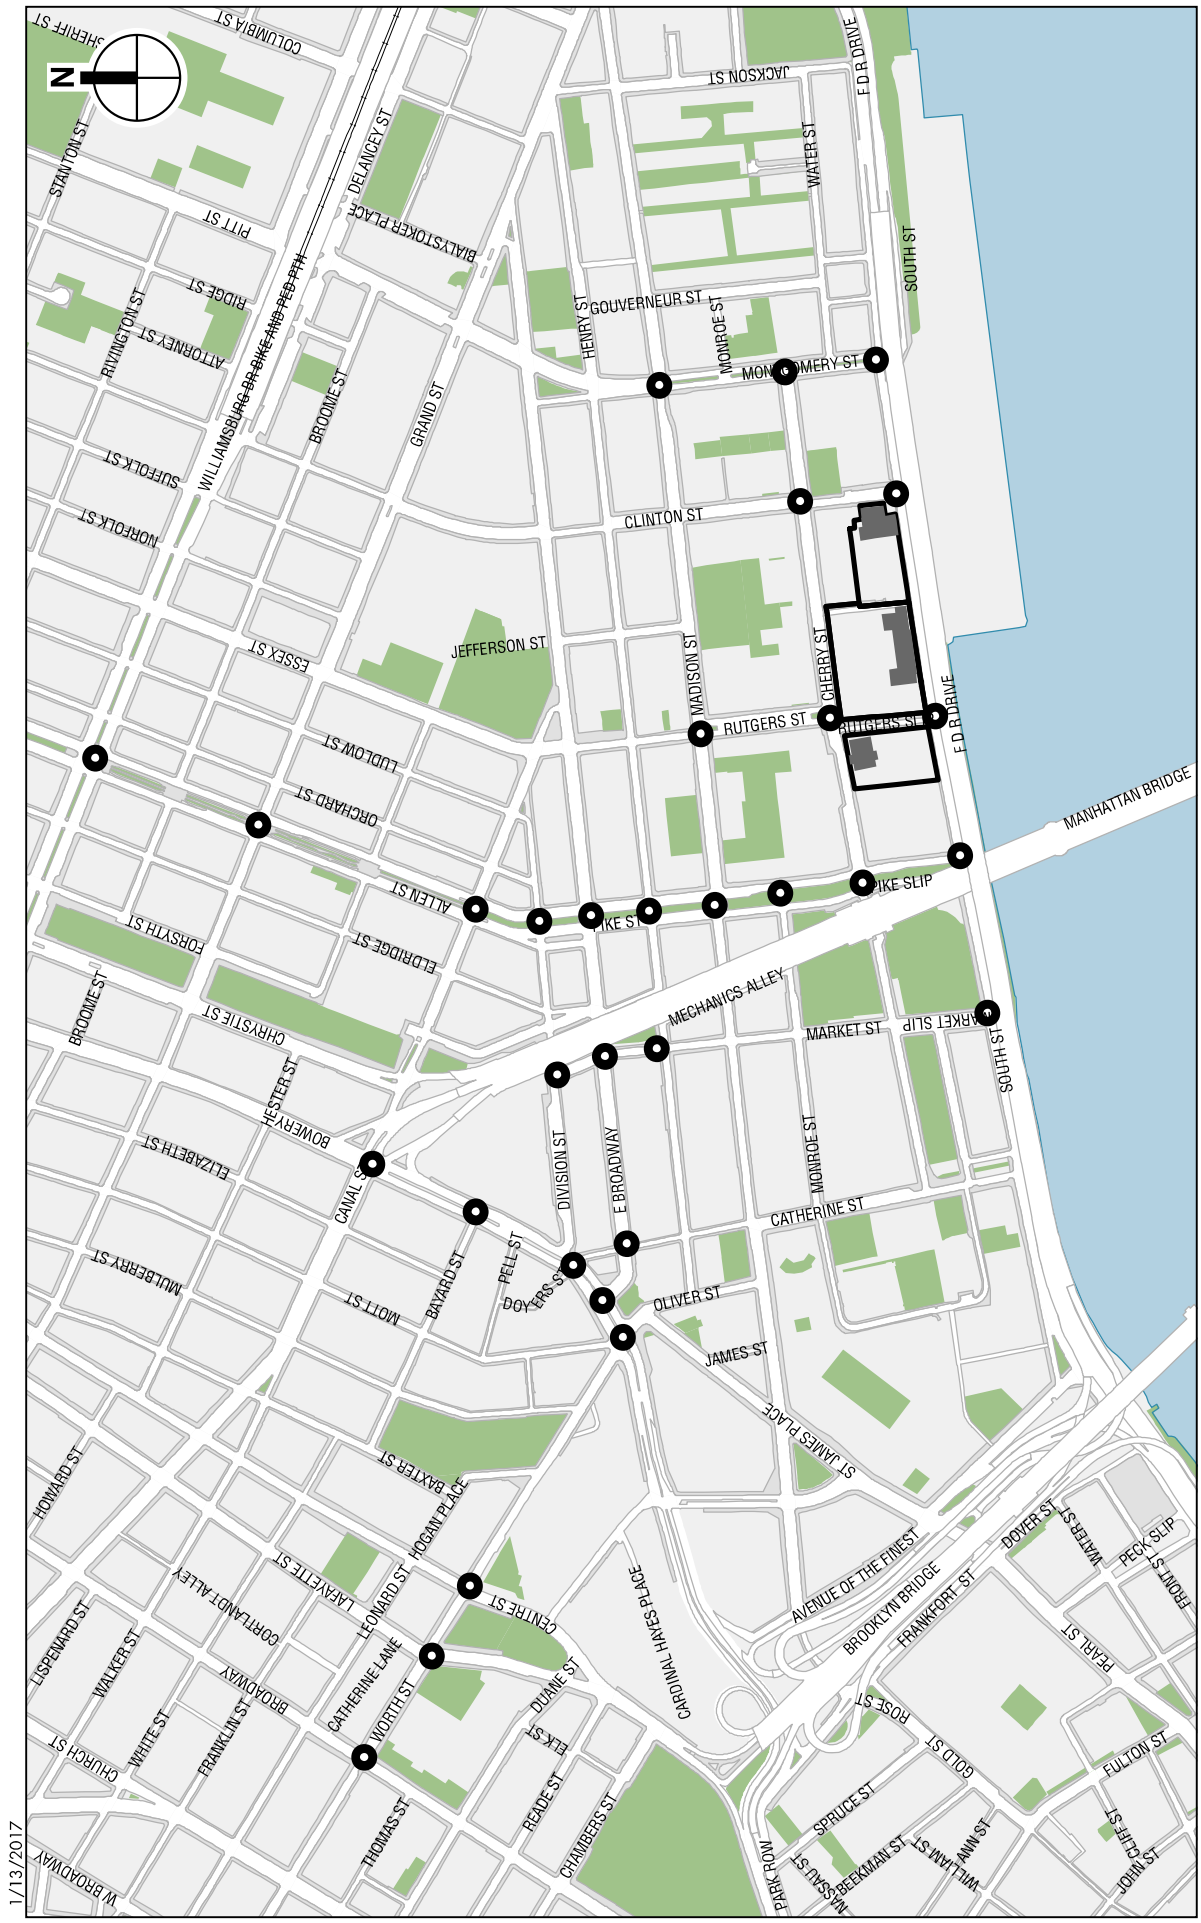 SHERIFF ST
COLUMBIA ST
N
JACKSON ST
F D R DRIVE
STANTON ST
DELANCEY ST
WATER ST
PITT ST
BIALYSTOKER PLACE
SOUTH ST
RIDGE ST
WILLIAMSBURG BR BIKE AND PED PTH
RIVINGTON ST
ATTORNEY ST
HENRY ST
GOUVERNEUR ST
MONROE ST
MONTGOMERY ST
BROOME ST
GRAND ST
SUFFOLK ST
NORFOLK ST
CLINTON ST
ESSEX ST
JEFFERSON ST
MADISON ST
CHERRY ST
RUTGERS ST
RUTGERS SL
F D R DRIVE
LUDLOW ST
ORCHARD ST
MANHATTAN BRIDGE
ALLEN ST
PIKE ST
PIKE SLIP
FORSYTH ST
ELDRIDGE ST
BROOME ST
CHRYSTIE ST
MECHANICS ALLEY
MARKET ST
MARKET SLIP
SOUTH ST
HESTER ST
BOWERY
ELIZABETH ST
CANAL ST
DIVISION ST
E BROADWAY
MONROE ST
CATHERINE ST
MULBERRY ST
MOTT ST
BAYARD ST
PELL ST
DOYERS ST
OLIVER ST
JAMES ST
ST JAMES PLACE
HOWARD ST
BAXTER ST
HOGAN PLACE
LAFAYETTE ST
LEONARD ST
CORTLANDT ALLEY
CENTRE ST
CARDINAL HAYES PLACE
AVENUE OF THE FINEST
BROOKLYN BRIDGE
FRANKFORT ST
DOVER ST
WATER ST
PECK SLIP
FRONT ST
PEARL ST
LISPENARD ST
WALKER ST
BROADWAY
CATHERINE LANE
WORTH ST
DUANE ST
ROSE ST
CHURCH ST
WHITE ST
FRANKLIN ST
ELK ST
GOLD ST
FULTON ST
READE ST
CHAMBERS ST
THOMAS ST
SPRUCE ST
PARK ROW
NASSAU ST
BEEKMAN ST
WILLIAM ST
ANN ST
CLIFF ST
JOHN ST
W BROADWAY
1/13/2017